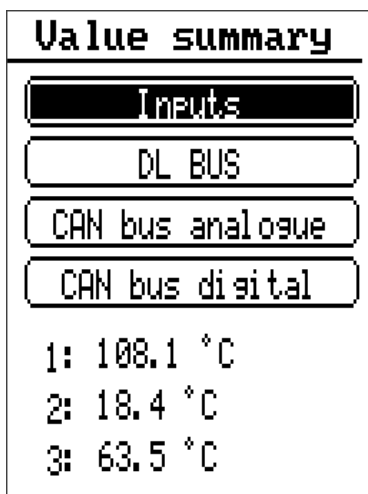 Value summary
Inputs
DL BUS
CAN bus analogue
CAN bus digital
1: 108.1 °C
2: 18.4 °C
3: 63.5 °C